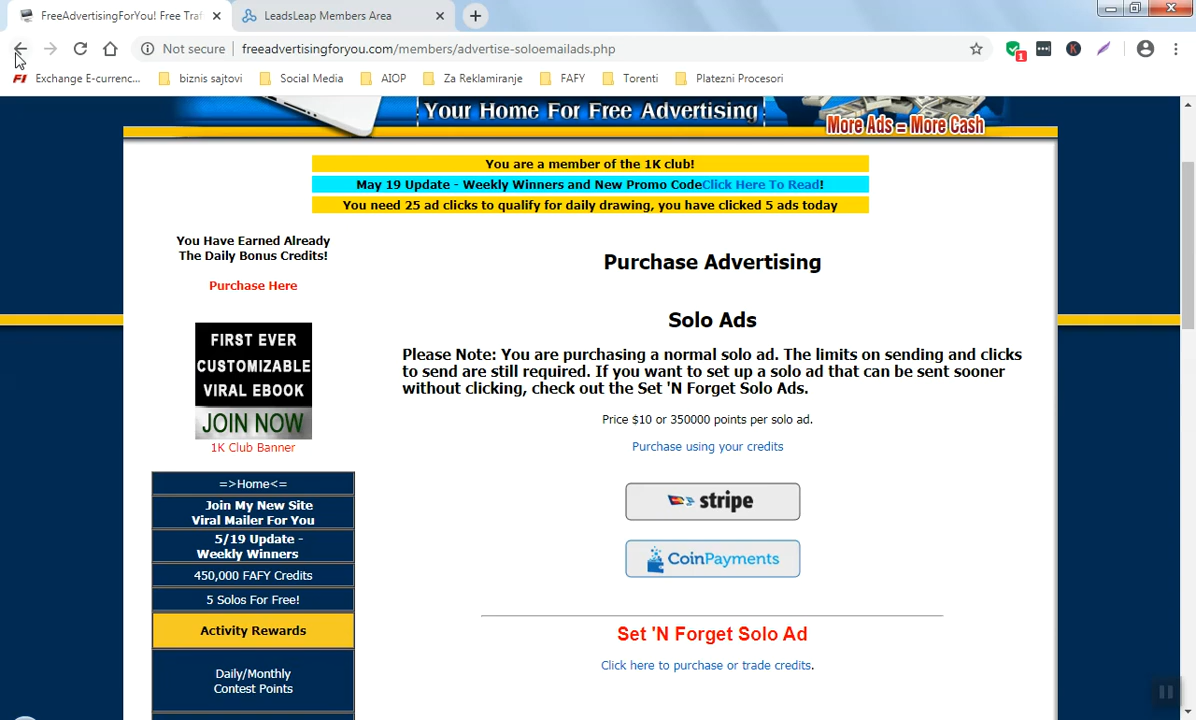 FreeAdvertisingForYou! Free Traf
LeadsLeap Members Area
Not secure
freeadvertisingforyou.com/members/advertise-soloemailads.php
1
K
FI
Exchange E-currenc...
biznis sajtovi
Social Media
AIOP
Za Reklamiranje
FAFY
Torenti
Platezni Procesori
Your Home For Free Advertising
More Ads = More Cash
You are a member of the 1K club!
May 19 Update - Weekly Winners and New Promo CodeClick Here To Read!
You need 25 ad clicks to qualify for daily drawing, you have clicked 5 ads today
You Have Earned Already
The Daily Bonus Credits!
Purchase Here
FIRST EVER
CUSTOMIZABLE
VIRAL EBOOK
JOIN NOW
1K Club Banner
=>Home<=
Join My New Site
Viral Mailer For You
5/19 Update -
Weekly Winners
450,000 FAFY Credits
5 Solos For Free!
Activity Rewards
Daily/Monthly
Contest Points
Purchase Advertising
Solo Ads
Please Note: You are purchasing a normal solo ad. The limits on sending and clicks
to send are still required. If you want to set up a solo ad that can be sent sooner
without clicking, check out the Set 'N Forget Solo Ads.
Price $10 or 350000 points per solo ad.
Purchase using your credits
stripe
CoinPayments
Set 'N Forget Solo Ad
Click here to purchase or trade credits.